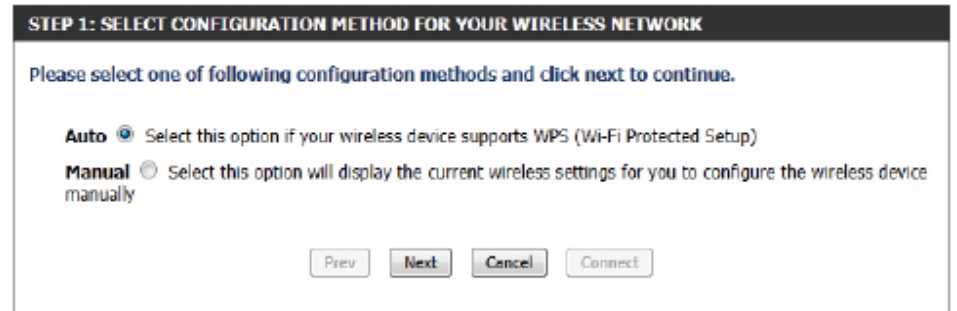 STEP 1: SELECT CONFIGURATION METHOD FOR YOUR WIRELESS NETWORK
Please select one of following configuration methods and click next to continue.
Auto Select this option if your wireless device supports WPS (Wi-Fi Protected Setup)
Manual Select this option will display the current wireless settings for you to configure the wireless device
manually
Prev Next Cancel Connect